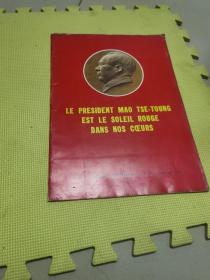 LE PRESIDENT MAO TSE-TOUNG
EST LE SOLEIL ROUGE
DANS NOS CŒURS